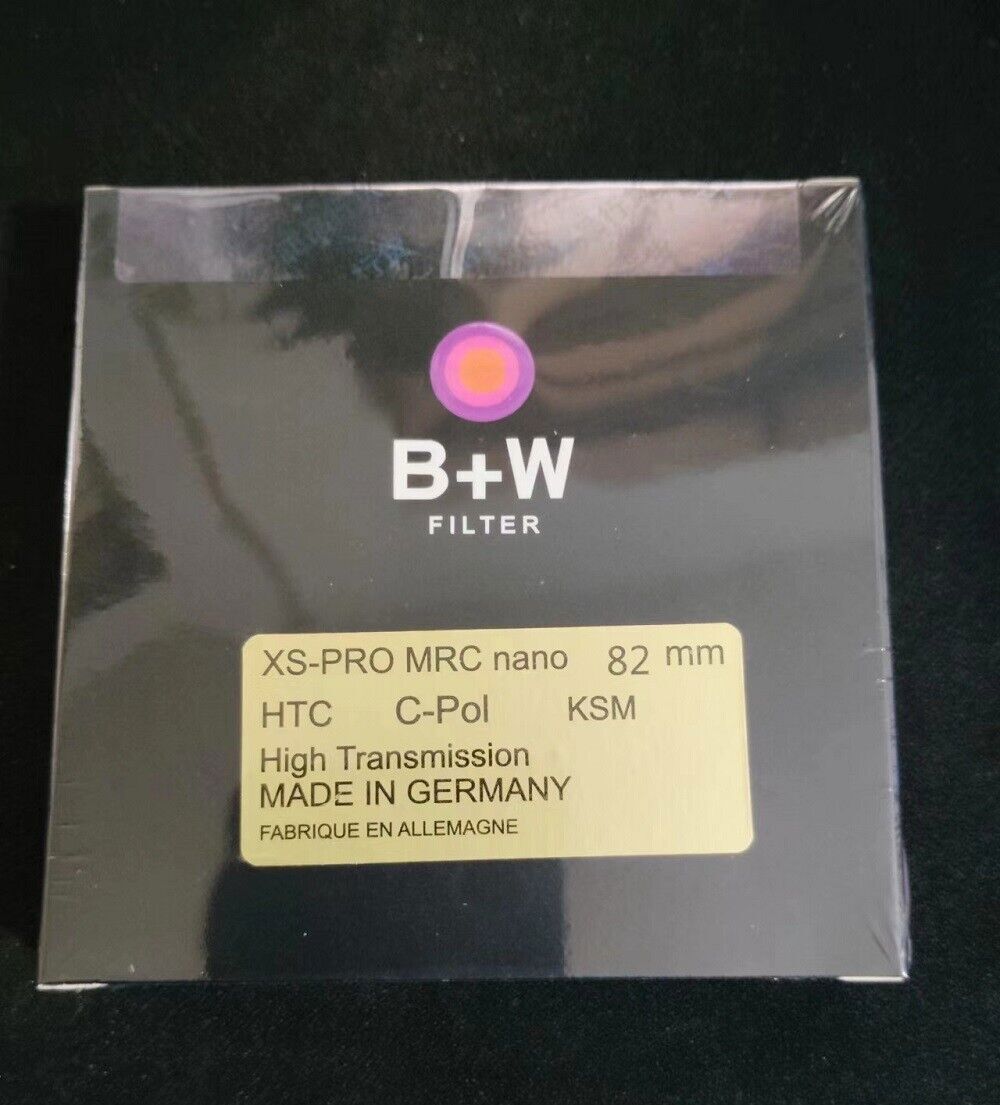 B+W
FILTER
XS-PRO MRC nano 82 mm
HTC C-Pol KSM
High Transmission
MADE IN GERMANY
FABRIQUE EN ALLEMAGNE